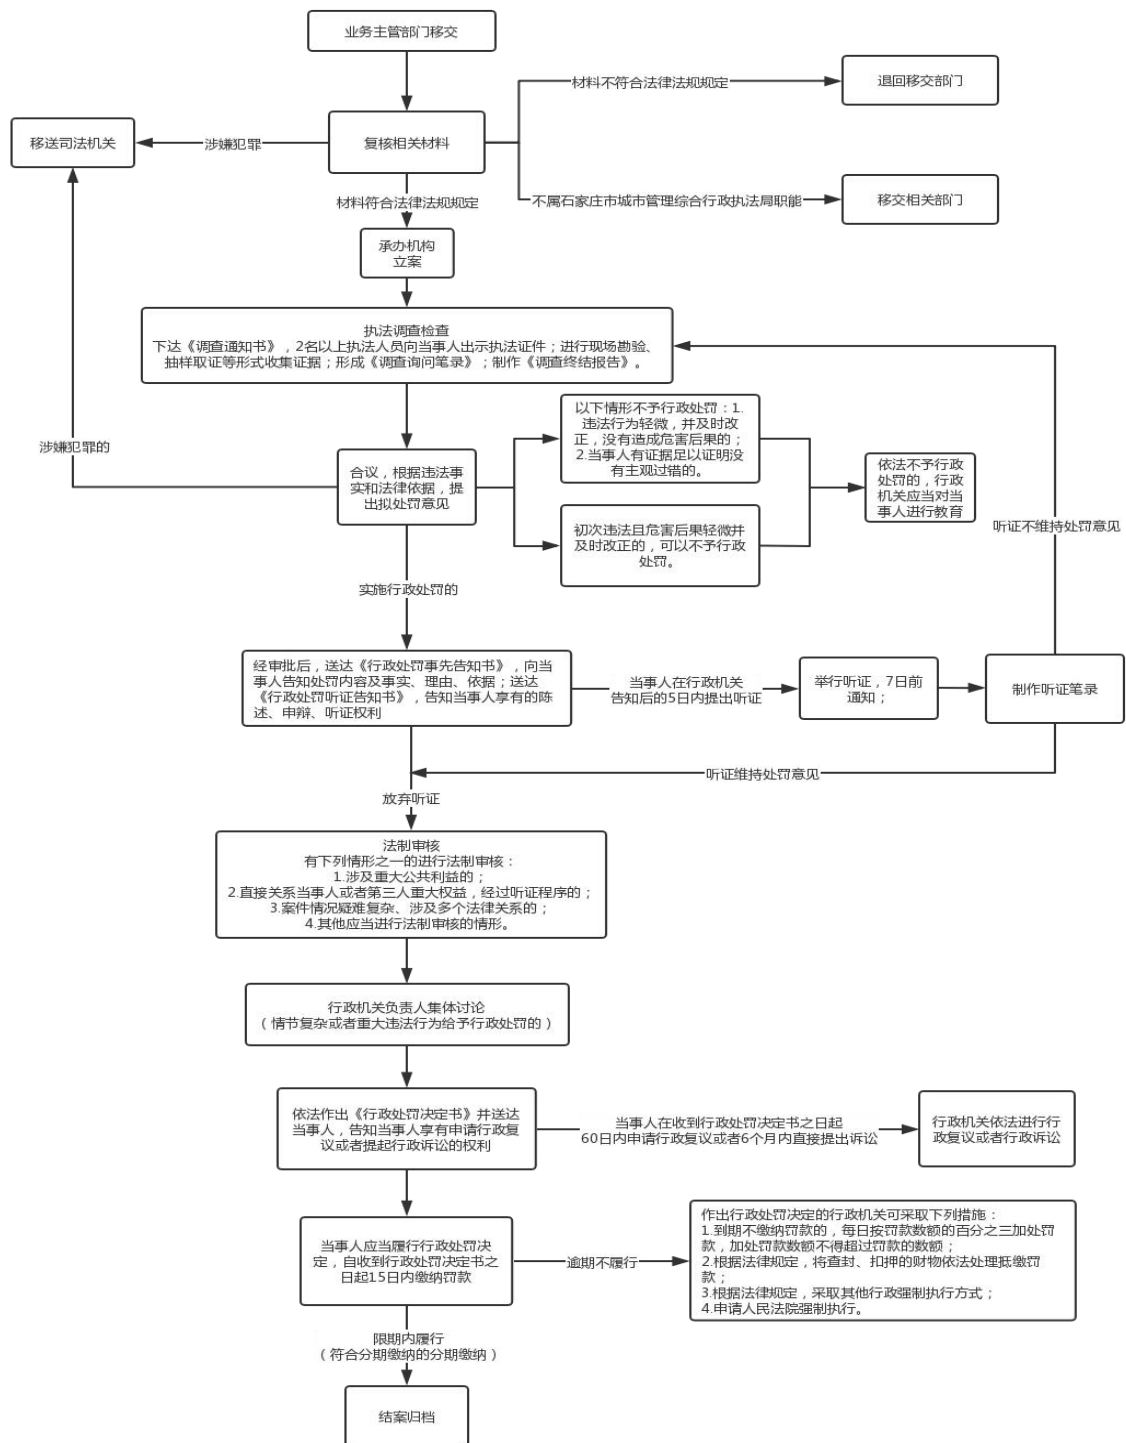 业务主管部门移交
材料不符合法律法规规定
退回移交部门
移送司法机关
涉嫌犯罪
复核相关材料
不属石家庄市城市管理综合行政执法局职能
移交相关部门
材料符合法律法规规定
承办机构
立案
执法调查检查
下达《调查通知书》，2名以上执法人员向当事人出示执法证件；进行现场勘验、
抽样取证等形式收集证据；形成《调查询问笔录》；制作《调查终结报告》。
涉嫌犯罪的
合议，根据违法事
实和法律依据，提
出拟处罚意见
以下情形不予行政处罚：1.
违法行为轻微，并及时改
正，没有造成危害后果的；
2.当事人有证据足以证明没
有主观过错的。
初次违法且危害后果轻微并
及时改正的，可以不予行政
处罚。
依法不予行政
处罚的，行政
机关应当对当
事人进行教育
听证不维持处罚意见
实施行政处罚的
经审批后，送达《行政处罚事先告知书》，向当
事人告知处罚内容及事实、理由、依据；送达
《行政处罚听证告知书》，告知当事人享有的陈
述、申辩、听证权利
当事人在行政机关
告知后的5日内提出听证
举行听证，7日前
通知；
制作听证笔录
听证维持处罚意见
放弃听证
法制审核
有下列情形之一的进行法制审核：
1.涉及重大公共利益的；
2.直接关系当事人或者第三人重大权益，经过听证程序的；
3.案件情况疑难复杂、涉及多个法律关系的；
4.其他应当进行法制审核的情形。
行政机关负责人集体讨论
（情节复杂或者重大违法行为给予行政处罚的）
依法作出《行政处罚决定书》并送达
当事人，告知当事人享有申请行政复
议或者提起行政诉讼的权利
当事人在收到行政处罚决定书之日起
60日内申请行政复议或者6个月内直接提出诉讼
行政机关依法进行行
政复议或者行政诉讼
当事人应当履行行政处罚决
定，自收到行政处罚决定书之
日起15日内缴纳罚款
逾期不履行
作出行政处罚决定的行政机关可采取下列措施：
1.到期不缴纳罚款的，每日按罚款数额的百分之三加处罚
款，加处罚款数额不得超过罚款的数额；
2.根据法律规定，将查封、扣押的财物依法处理抵缴罚
款；
3.根据法律规定，采取其他行政强制执行方式；
4.申请人民法院强制执行。
限期内履行
（符合分期缴纳的分期缴纳）
结案归档